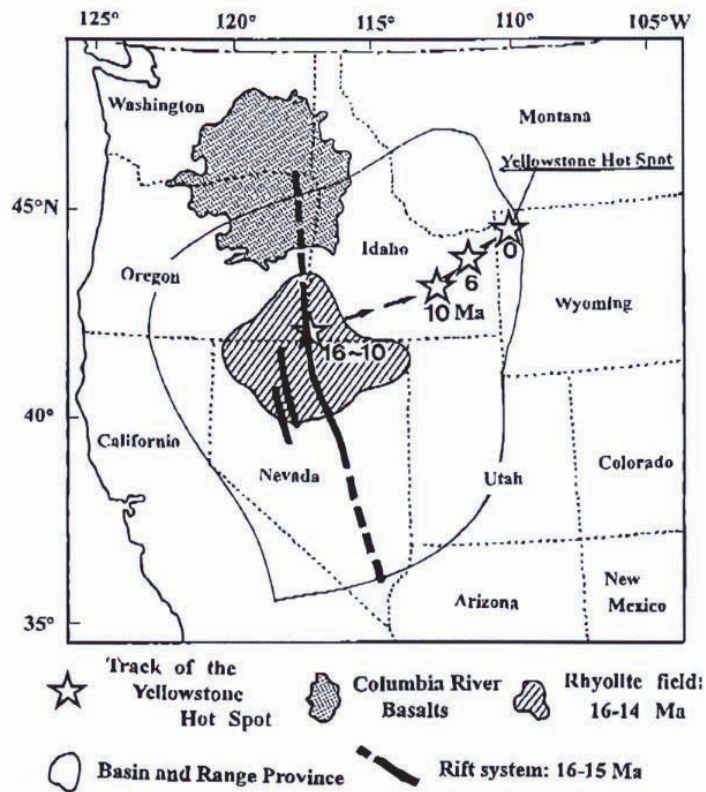 125° 120° 115° 110° 105°W
Washington
Montana
Yellowstone Hot Spot
45°N
Idaho
0
Oregon
6
Wyoming
10 Ma
16~10
40°
California
Nevada
Utah
Colorado
Arizona
New
Mexico
35°
Track of the
Yellowstone
Hot Spot
Columbia River
Basalts
Rhyolite field:
16-14 Ma
Basin and Range Province
Rift system: 16-15 Ma